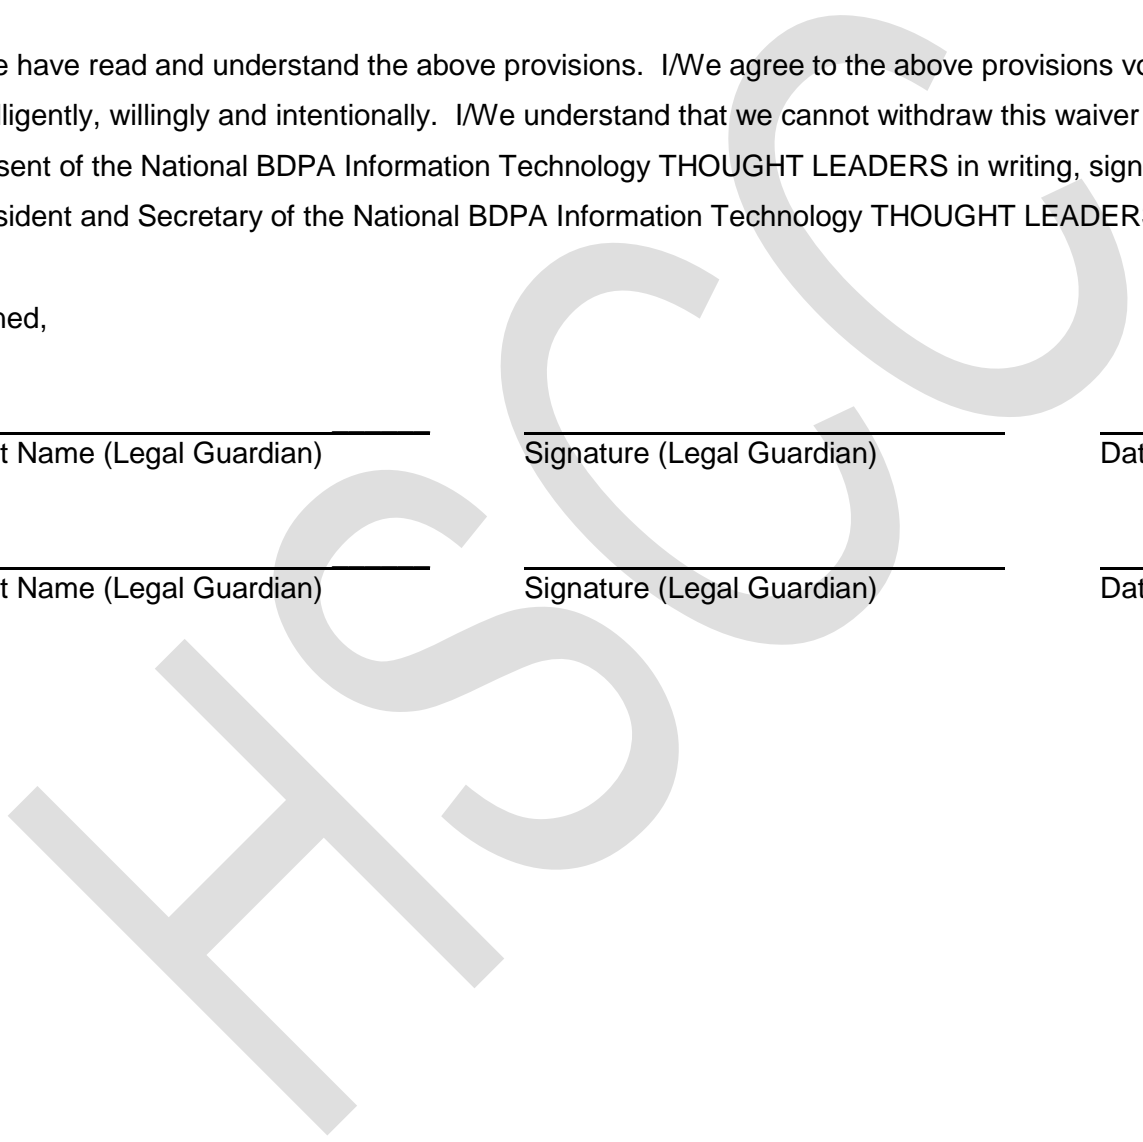 e have read and understand the above provisions.  I/We agree to the above provisions vo
lligently, willingly and intentionally.  I/We understand that we cannot withdraw this waiver
sent of the National BDPA Information Technology THOUGHT LEADERS in writing, sign
sident and Secretary of the National BDPA Information Technology THOUGHT LEADERS
ned,
t Name (Legal Guardian) Signature (Legal Guardian) Dat
t Name (Legal Guardian) Signature (Legal Guardian) Dat
HSCC